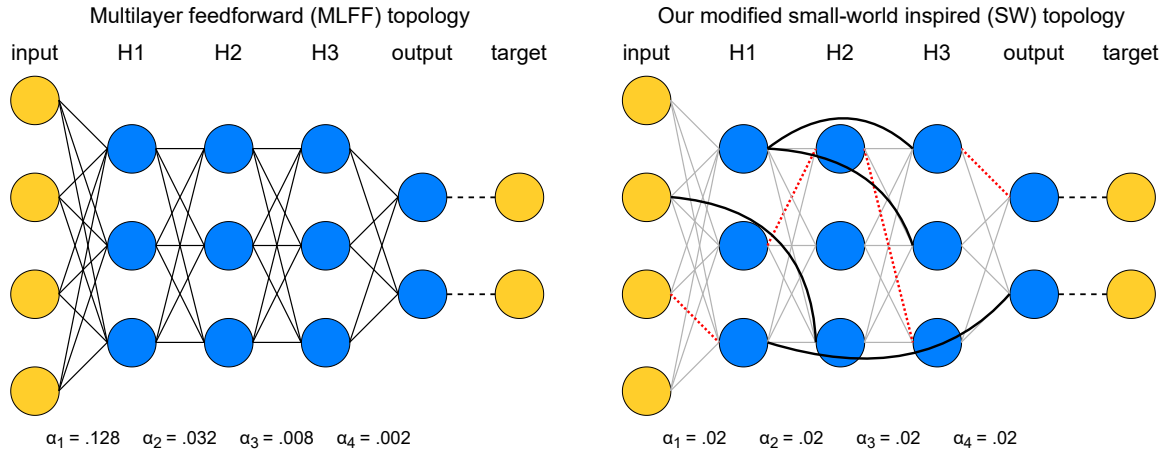 Multilayer feedforward (MLFF) topology
input H1 H2 H3 output target
α1 = .128 α2 = .032 α3 = .008 α4 = .002
Our modified small-world inspired (SW) topology
input H1 H2 H3 output target
α1 = .02 α2 = .02 α3 = .02 α4 = .02